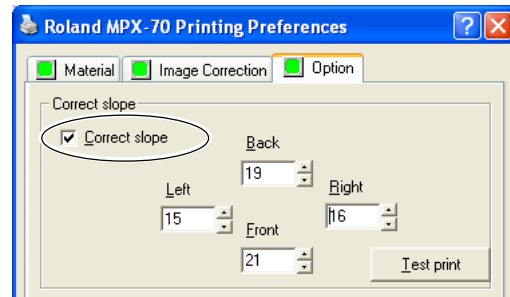 Roland MPX-70 Printing Preferences
Material Image Correction Option
Correct slope
Correct slope
Back
19
Left
Right
15
16
Front
21
Test print